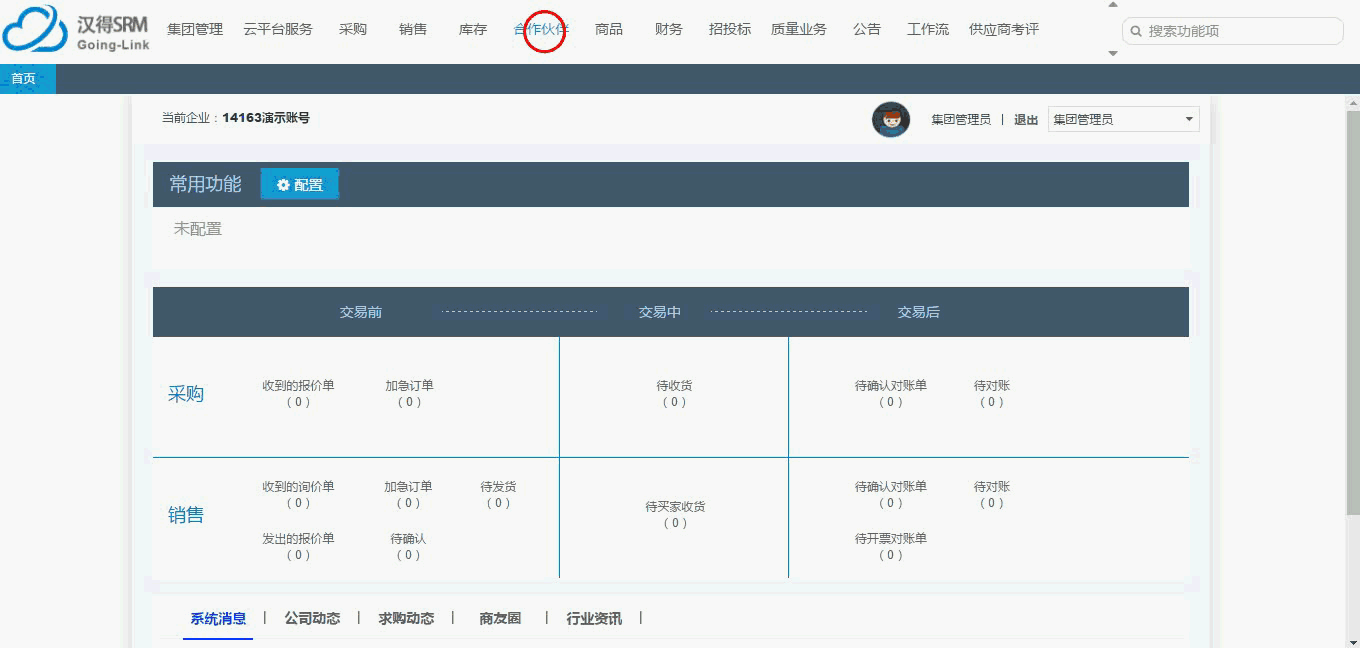 汉得SRM
Going-Link
集团管理 云平台服务 采购 销售 库存 合作伙伴 商品 财务 招投标 质量业务 公告 工作流 供应商考评
搜索功能项
首页
当前企业：14163演示账号
集团管理员 | 退出 集团管理员
常用功能 配置
未配置
交易前 交易中 交易后
采购
收到的报价单 加急订单 待收货 待确认对账单 待对账
（0） （0） （0） （0） （0）
销售
收到的询价单 加急订单 待发货 待买家收货 待确认对账单 待对账
（0） （0） （0） （0） （0） （0）
发出的报价单 待确认 待开票对账单
（0） （0） （0）
系统消息 | 公司动态 | 求购动态 | 商友圈 | 行业资讯 |